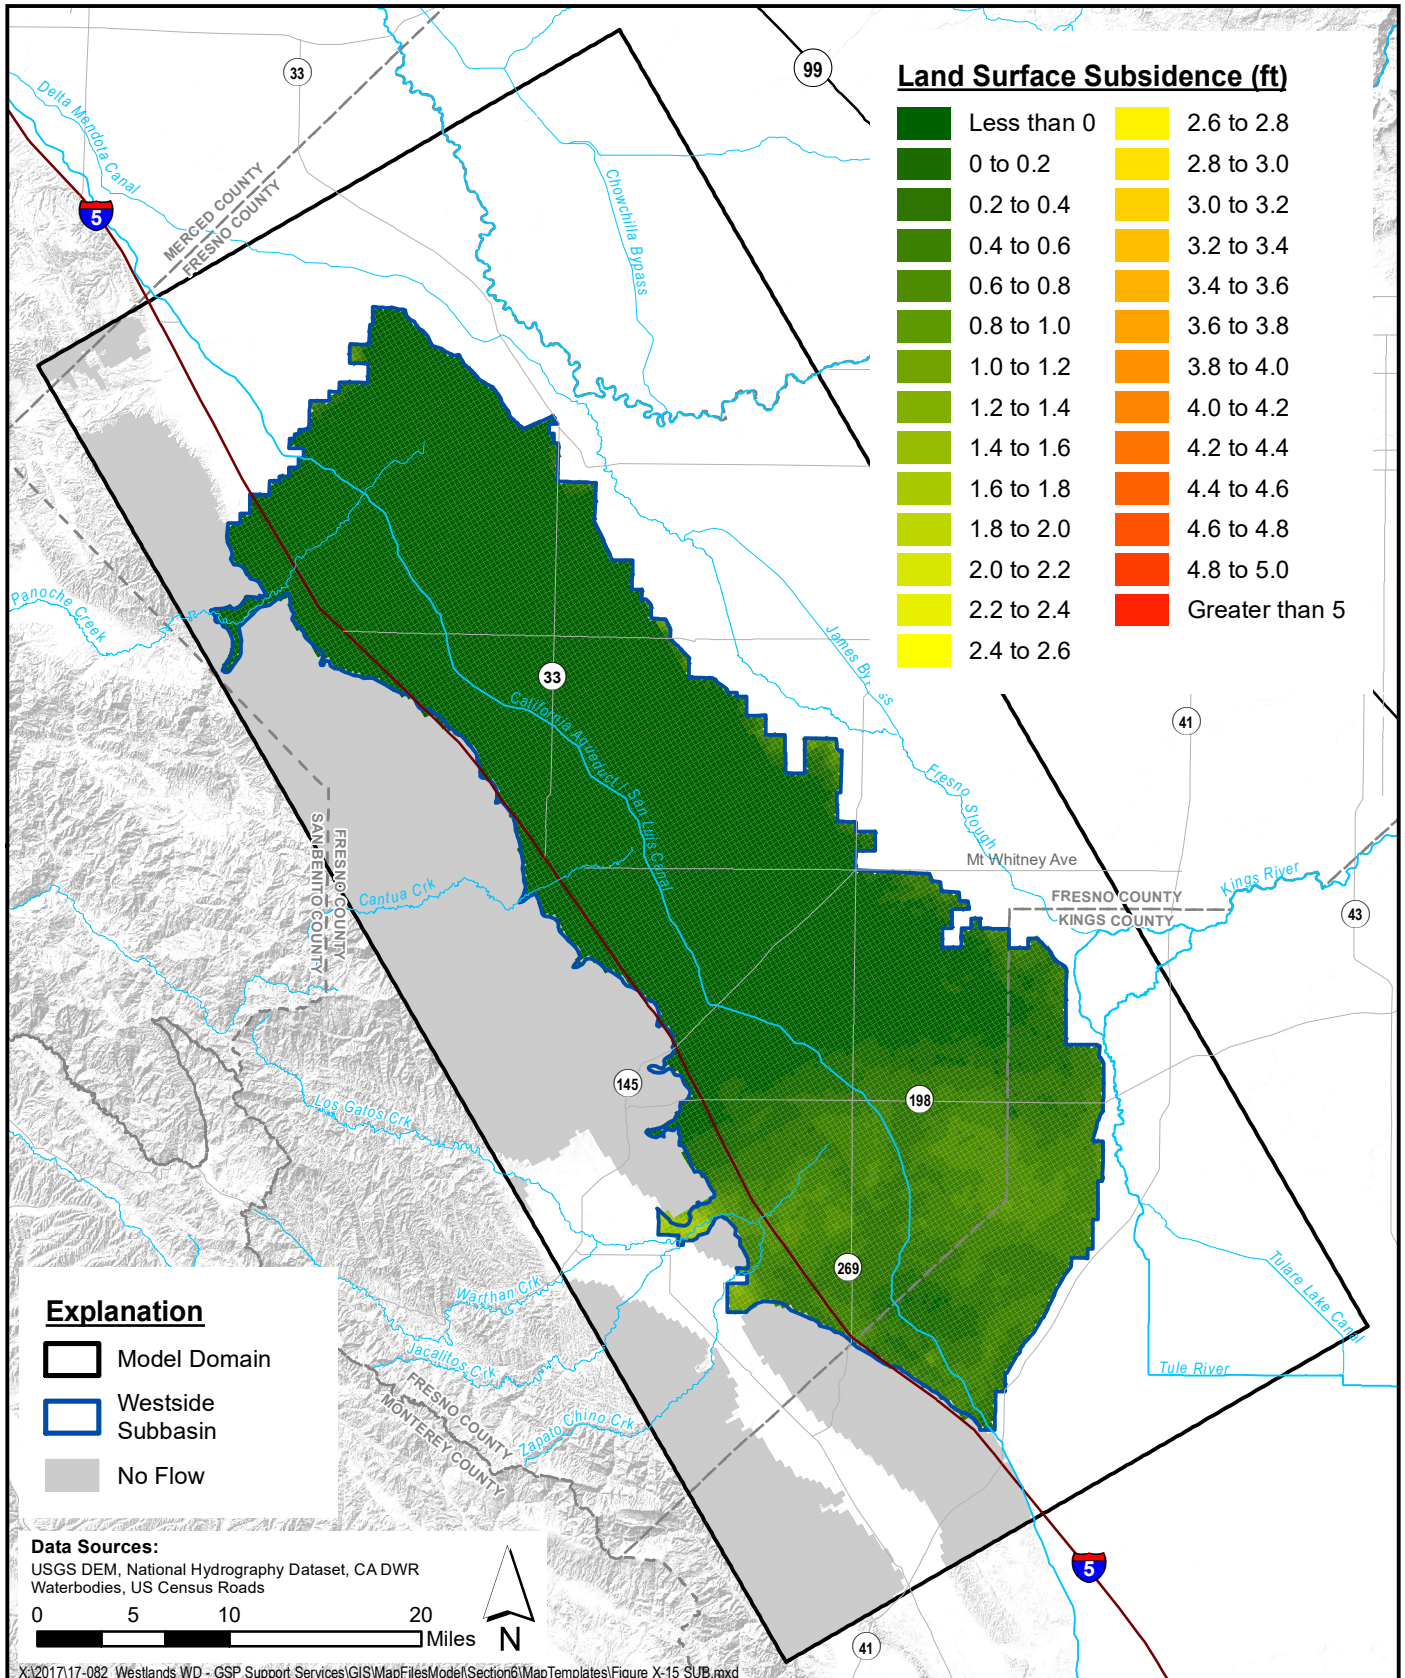 33
99
Delta Mendota Canal
MERCED COUNTY
FRESNO COUNTY
5
Chowchilla Bypass
Land Surface Subsidence (ft)
Less than 0
0 to 0.2
0.2 to 0.4
0.4 to 0.6
0.6 to 0.8
0.8 to 1.0
1.0 to 1.2
1.2 to 1.4
1.4 to 1.6
1.6 to 1.8
1.8 to 2.0
2.0 to 2.2
2.2 to 2.4
2.4 to 2.6
2.6 to 2.8
2.8 to 3.0
3.0 to 3.2
3.2 to 3.4
3.4 to 3.6
3.6 to 3.8
3.8 to 4.0
4.0 to 4.2
4.2 to 4.4
4.4 to 4.6
4.6 to 4.8
4.8 to 5.0
Greater than 5
Panoche Creek
James Bypass
33
41
California Aqueduct / San Luis Canal
Fresno Slough
SAN BENITO COUNTY
FRESNO COUNTY
Mt Whitney Ave
Kings River
FRESNO COUNTY
KINGS COUNTY
43
Cantua Crk
145
198
Los Gatos Crk
269
Warthan Crk
Jacalitos Crk
Zapato Chino Crk
FRESNO COUNTY
MONTEREY COUNTY
Tulare Lake Canal
Tule River
Explanation
Model Domain
Westside
Subbasin
No Flow
Data Sources:
USGS DEM, National Hydrography Dataset, CA DWR
Waterbodies, US Census Roads
0 5 10 20
Miles
N
5
41
X:\2017\17-082 Westlands WD - GSP Support Services\GIS\MapFilesModel\Section6\MapTemplates\Figure X-15 SUB.mxd